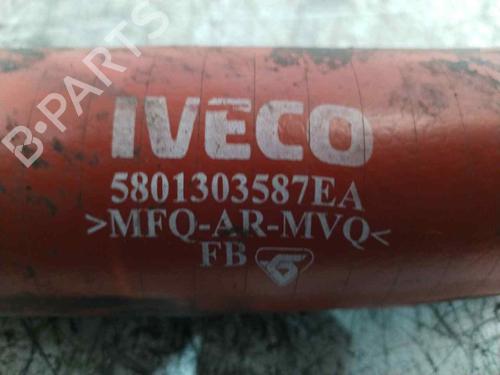 B-PARTS
IVECO
5801303587EA
>MFQ-AR-MVQ<
FB